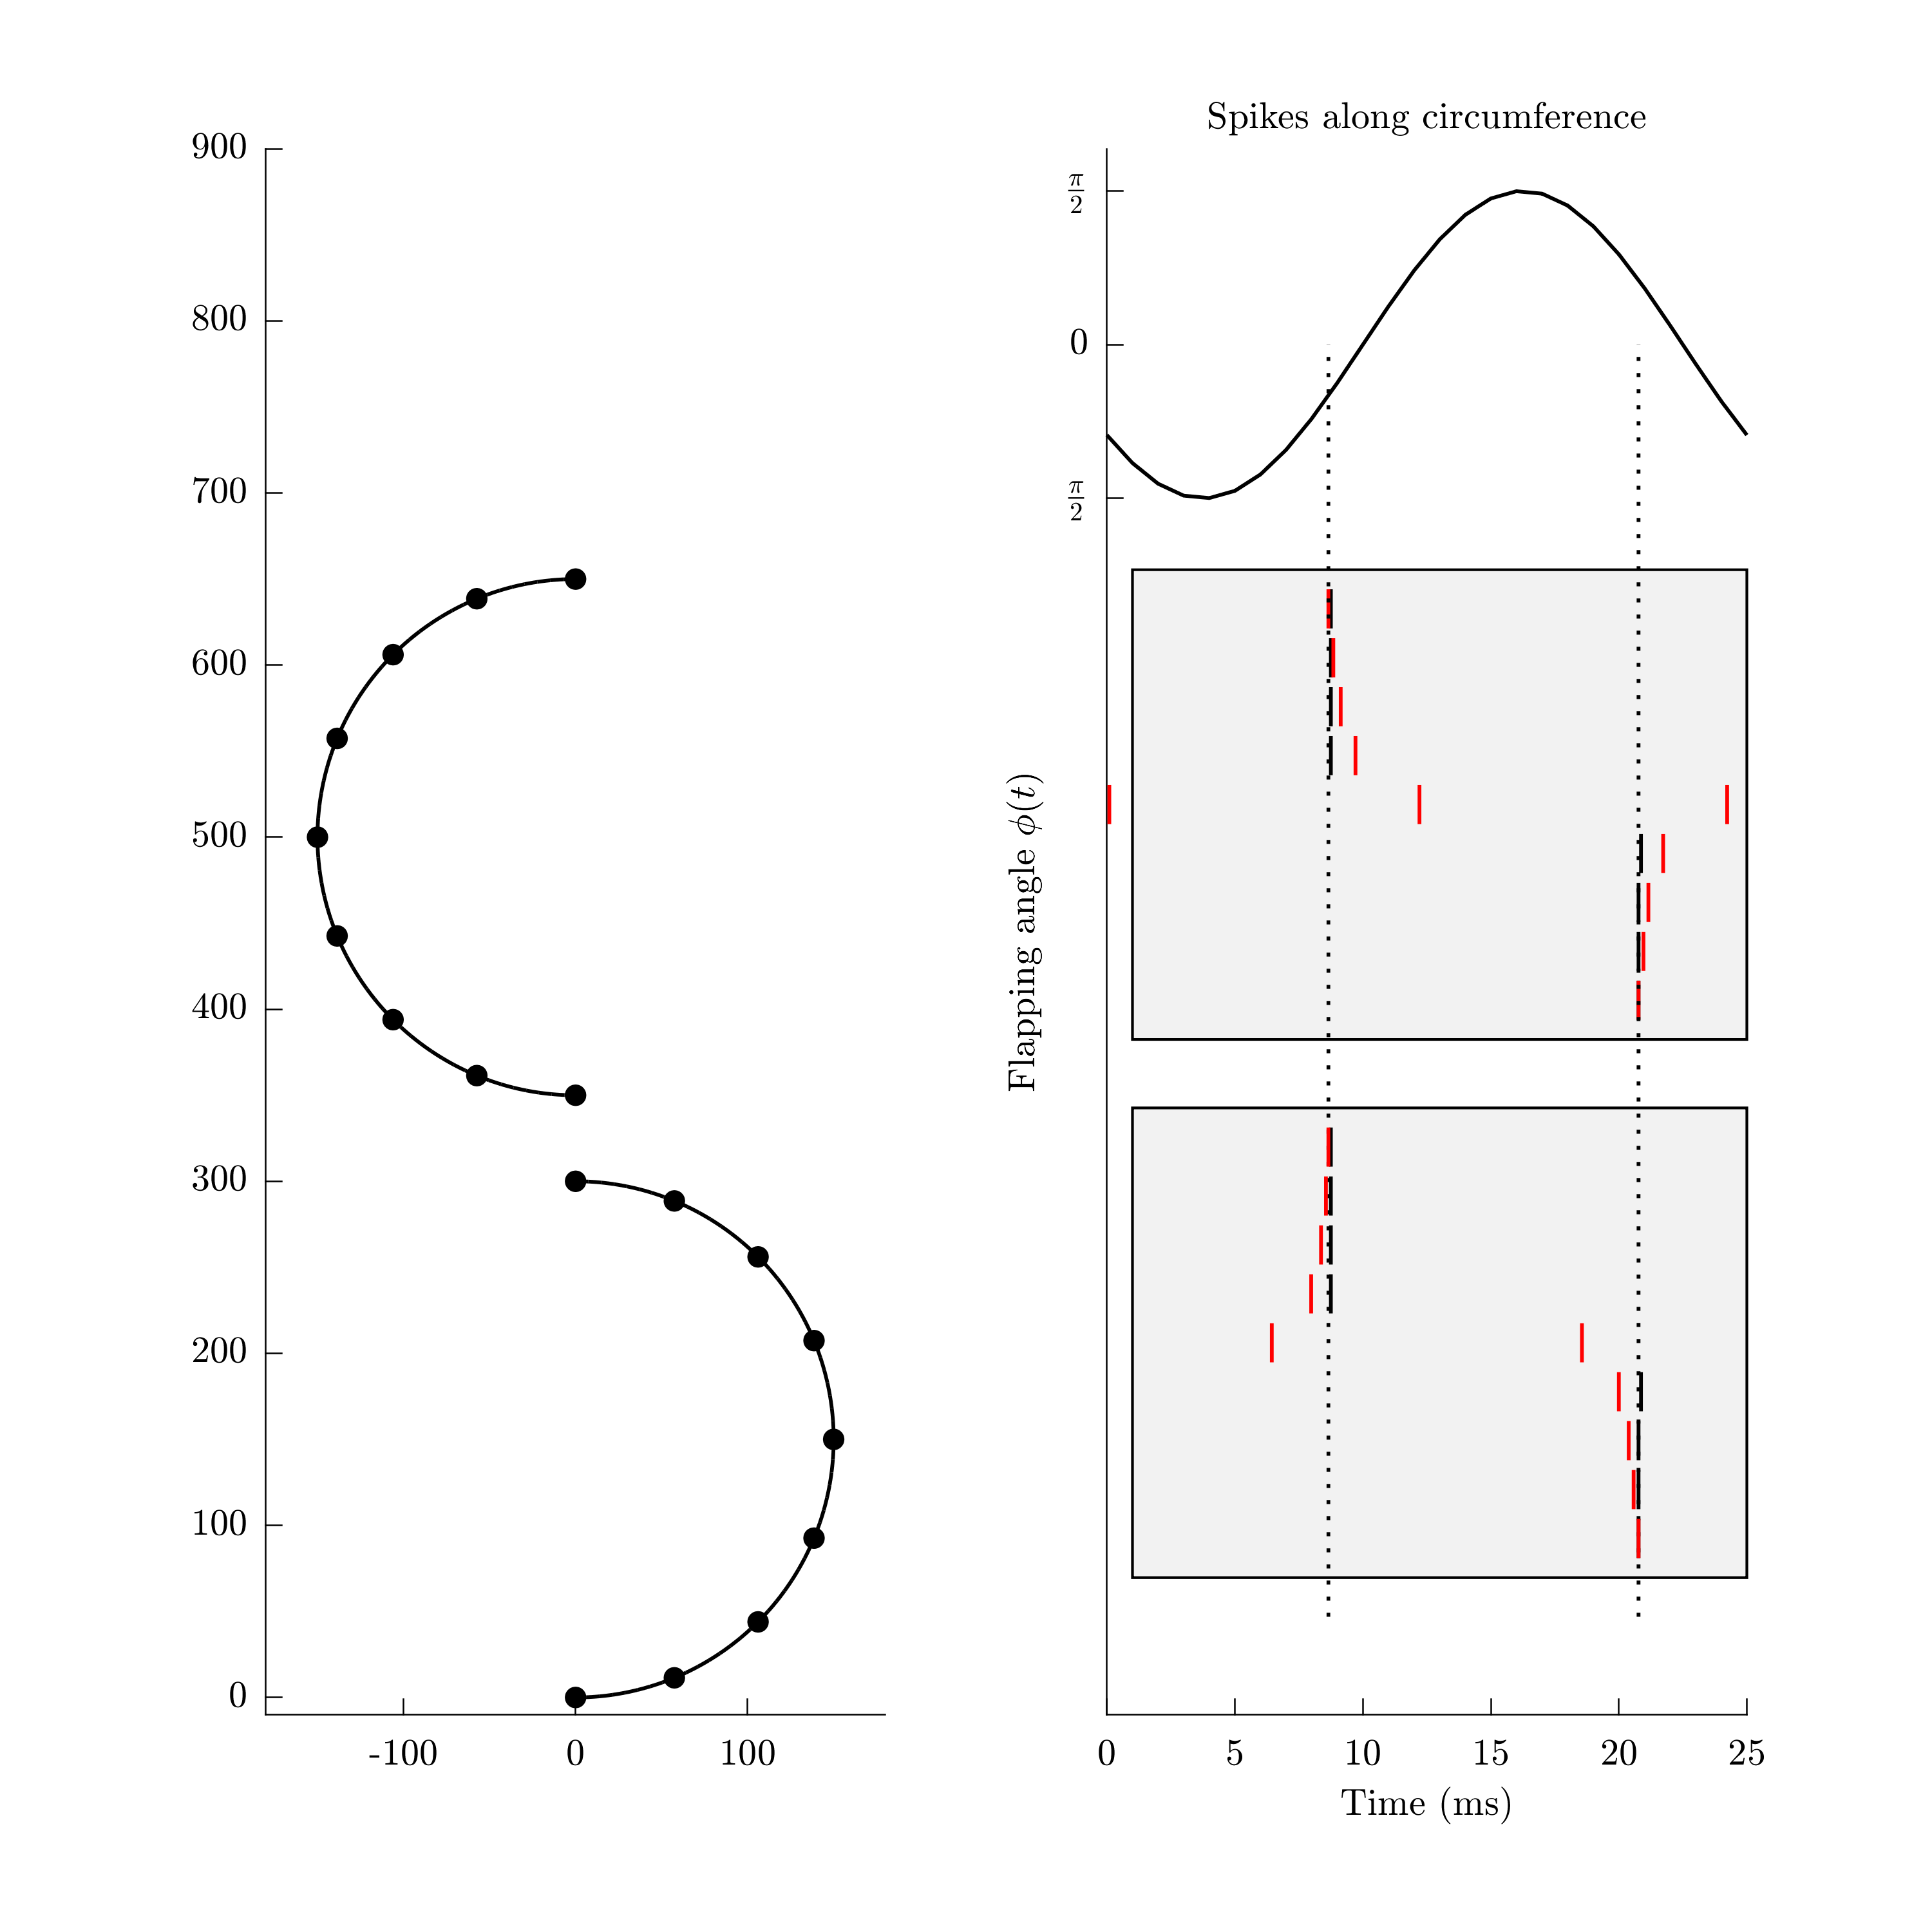 Spikes along circumference
900
800
700
600
500
400
300
200
100
0
-100 0 100
π/2
0
π/2
Flapping angle ϕ(t)
0 5 10 15 20 25
Time (ms)